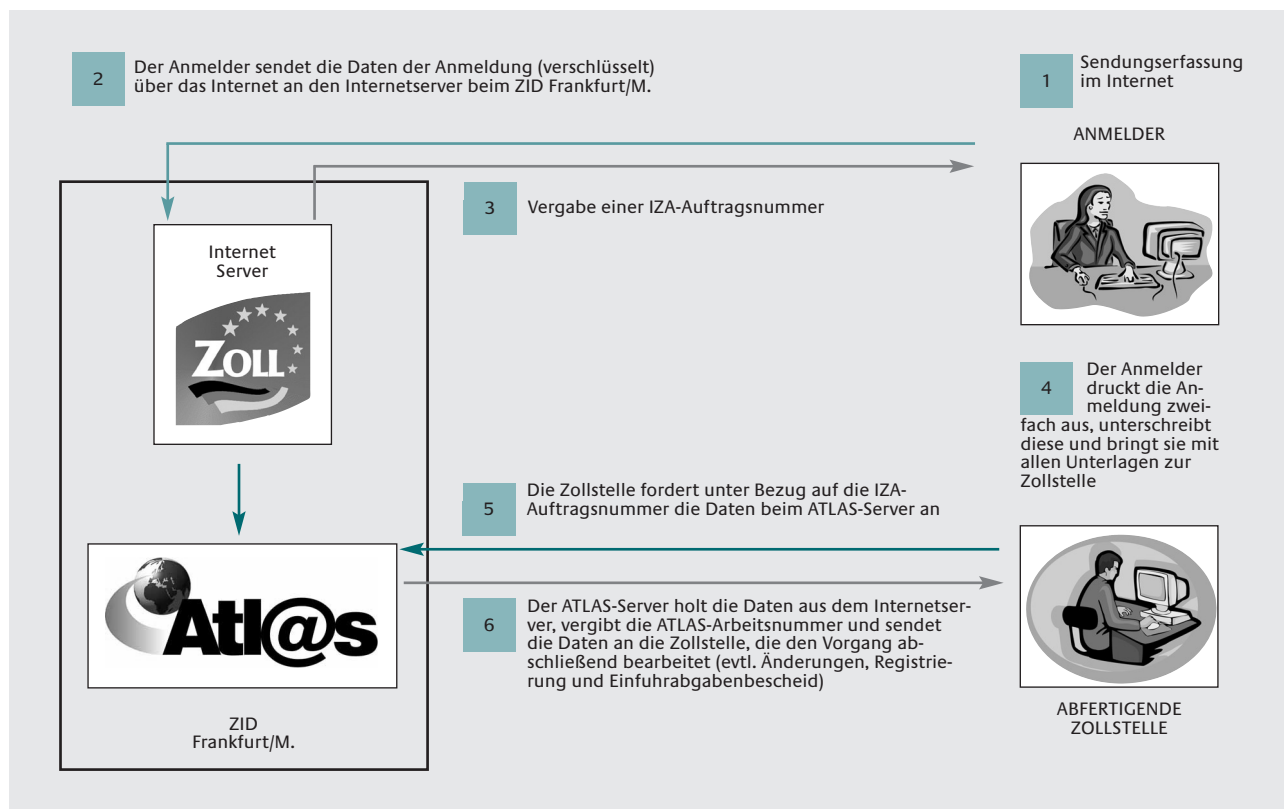 2
Der Anmelder sendet die Daten der Anmeldung (verschlüsselt)
über das Internet an den Internetserver beim ZID Frankfurt/M.
1
Sendungserfassung
im Internet
ANMELDER
3
Vergabe einer IZA-Auftragsnummer
Internet
Server
ZOLL
4
Der Anmelder
druckt die An-
meldung zwei-
fach aus, unterschreibt
diese und bringt sie mit
allen Unterlagen zur
Zollstelle
5
Die Zollstelle fordert unter Bezug auf die IZA-
Auftragsnummer die Daten beim ATLAS-Server an
Atl@s
6
Der ATLAS-Server holt die Daten aus dem Internetser-
ver, vergibt die ATLAS-Arbeitsnummer und sendet
die Daten an die Zollstelle, die den Vorgang ab-
schließend bearbeitet (evtl. Änderungen, Registrie-
rung und Einfuhrabgabenbescheid)
ZID
Frankfurt/M.
ABFERTIGENDE
ZOLLSTELLE